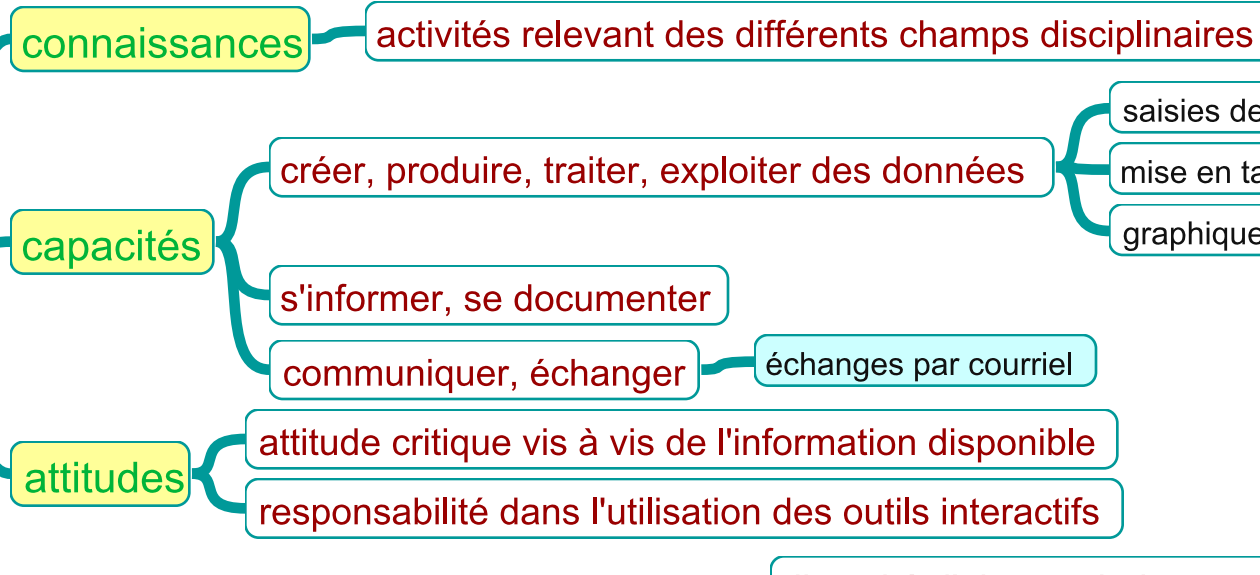 connaissances
activités relevant des différents champs disciplinaires
capacités
créer, produire, traiter, exploiter des données
saisies de
mise en
graphique
s'informer, se documenter
communiquer, échanger
échanges par courriel
attitudes
attitude critique vis à vis de l'information disponible
responsabilité dans l'utilisation des outils interactifs